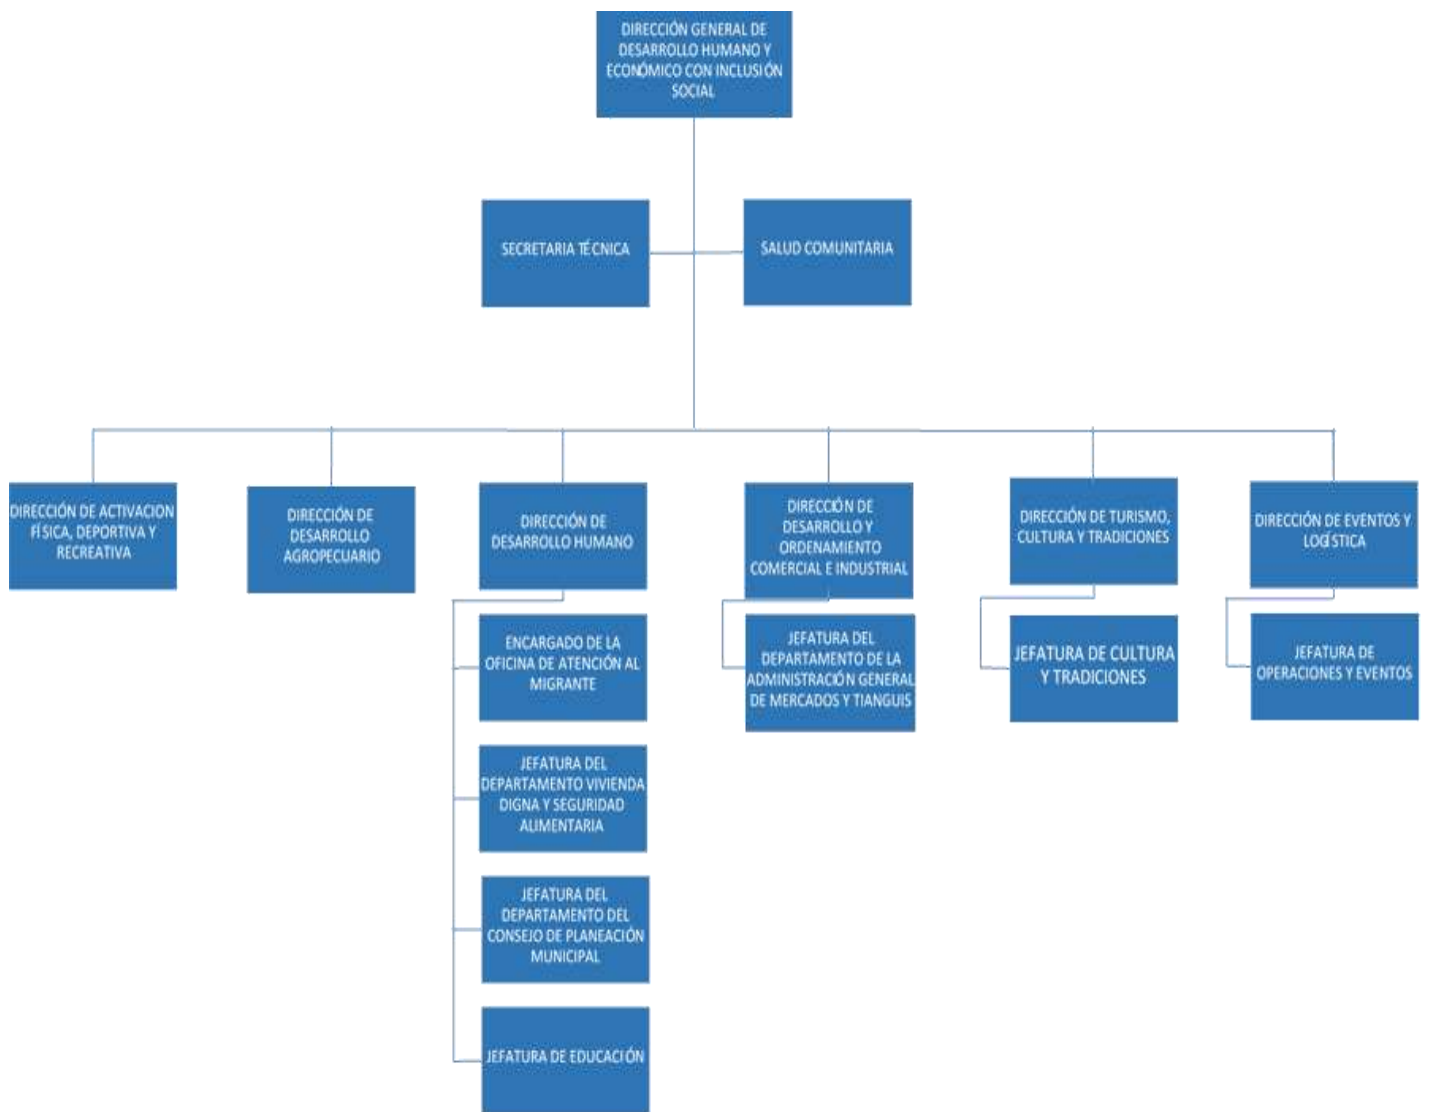 DIRECCIÓN GENERAL DE
DESARROLLO HUMANO Y
ECONÓMICO CON INCLUSIÓN
SOCIAL
SECRETARIA TÉCNICA
SALUD COMUNITARIA
DIRECCIÓN DE ACTIVACION
FÍSICA, DEPORTIVA Y
RECREATIVA
DIRECCIÓN DE
DESARROLLO
AGROPECUARIO
DIRECCIÓN DE
DESARROLLO HUMANO
DIRECCIÓN DE
DESARROLLO Y
ORDENAMIENTO
COMERCIAL E INDUSTRIAL
DIRECCIÓN DE TURISMO,
CULTURA Y TRADICIONES
DIRECCIÓN DE EVENTOS Y
LOGÍSTICA
ENCARGADO DE LA
OFICINA DE ATENCIÓN AL
MIGRANTE
JEFATURA DEL
DEPARTAMENTO DE LA
ADMINISTRACIÓN GENERAL
DE MERCADOS Y TIANGUIS
JEFATURA DE CULTURA
Y TRADICIONES
JEFATURA DE
OPERACIONES Y EVENTOS
JEFATURA DEL
DEPARTAMENTO VIVIENDA
DIGNA Y SEGURIDAD
ALIMENTARIA
JEFATURA DEL
DEPARTAMENTO DEL
CONSEJO DE PLANEACIÓN
MUNICIPAL
JEFATURA DE EDUCACIÓN